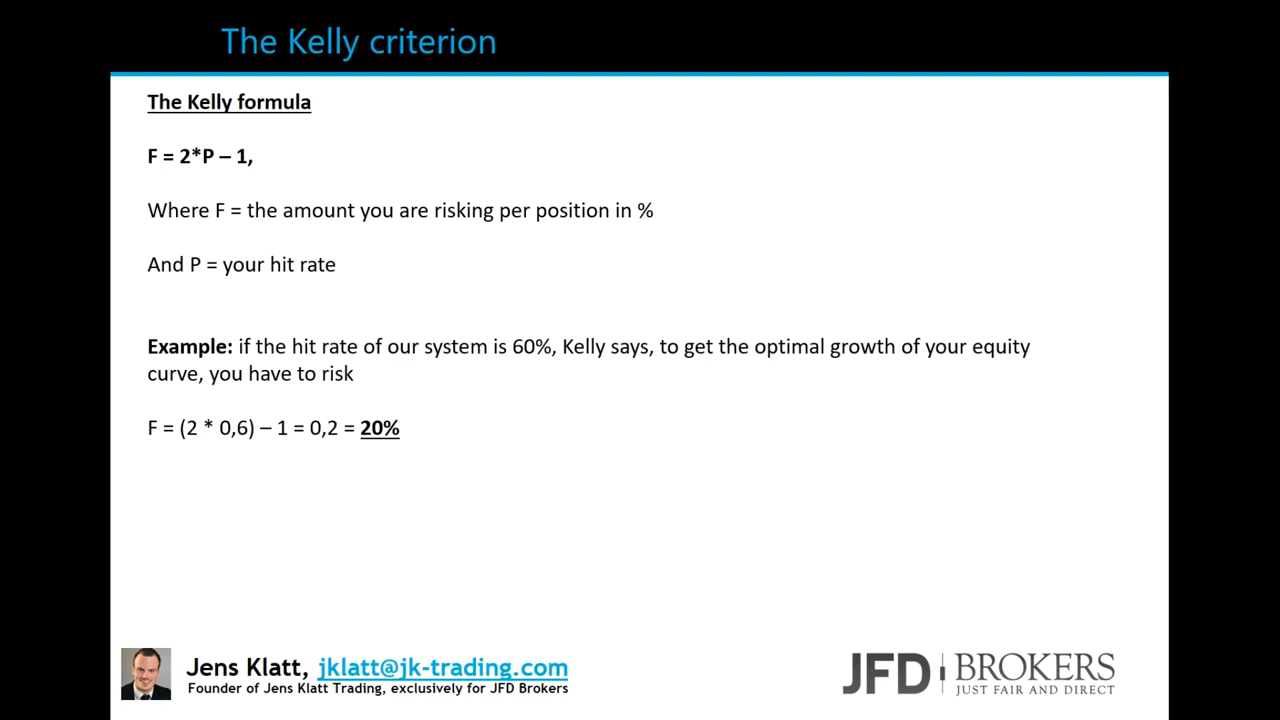 The Kelly criterion
The Kelly formula
F = 2*P – 1,
Where F = the amount you are risking per position in %
And P = your hit rate
Example: if the hit rate of our system is 60%, Kelly says, to get the optimal growth of your equity
curve, you have to risk
F = (2 * 0,6) – 1 = 0,2 = 20%
Jens Klatt, jklatt@jk-trading.com
Founder of Jens Klatt Trading, exclusively for JFD Brokers
JFD BROKERS
JUST FAIR AND DIRECT